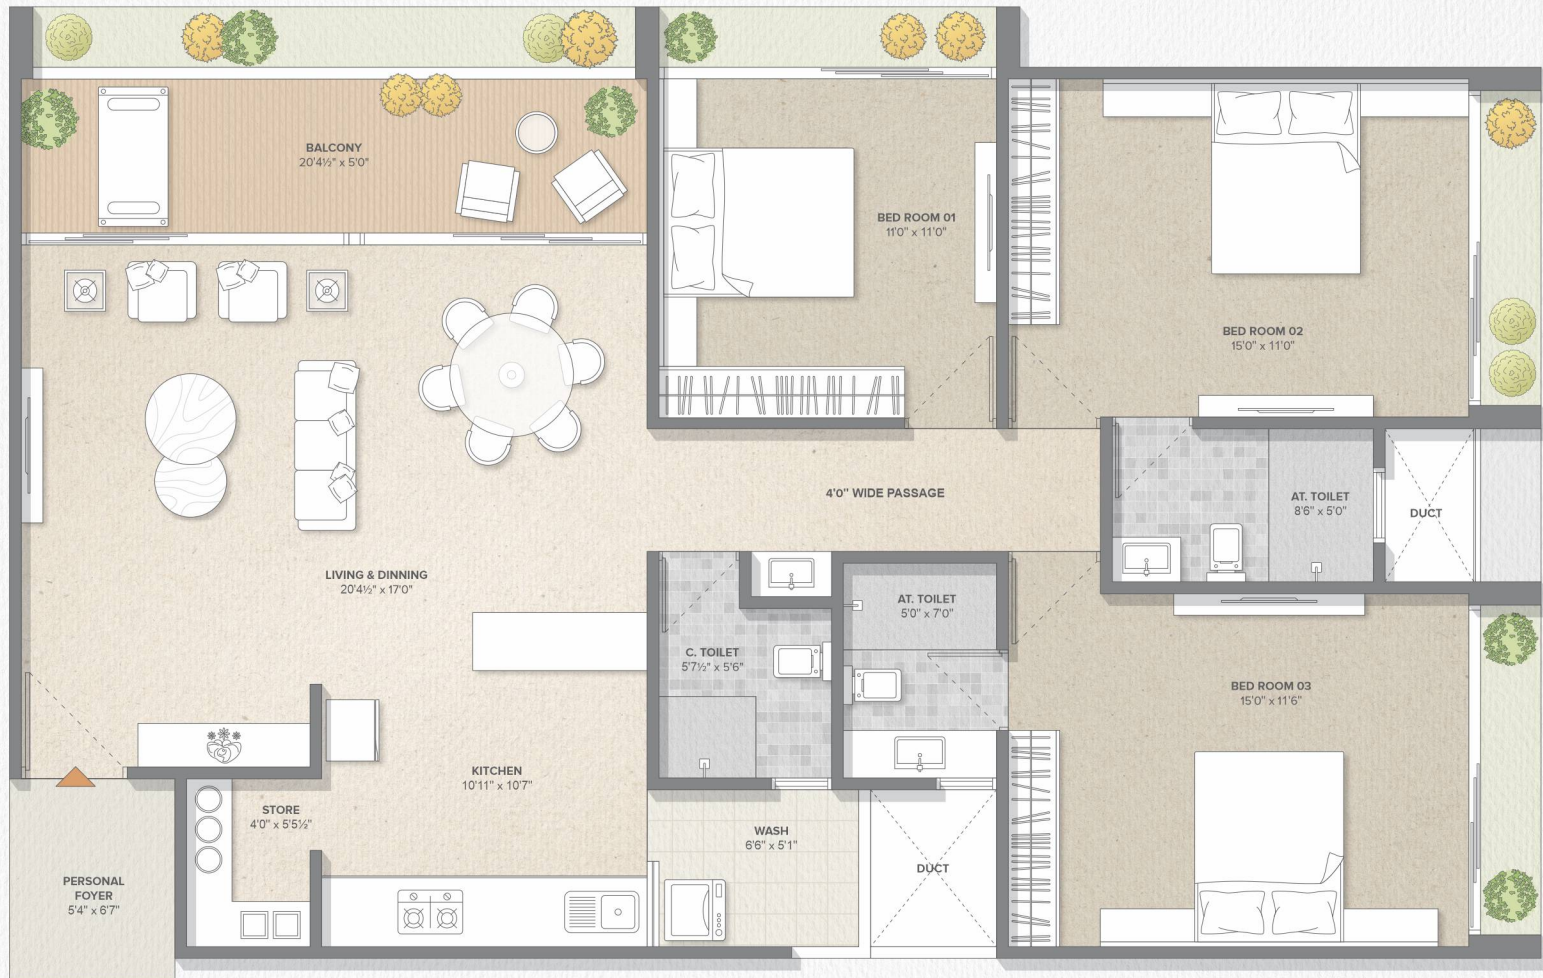 BALCONY
20'4½" x 5'0"
BED ROOM 01
11'0" x 11'0"
BED ROOM 02
15'0" x 11'0"
4'0" WIDE PASSAGE
AT. TOILET
8'6" x 5'0"
DUCT
LIVING & DINNING
20'4½" x 17'0"
AT. TOILET
5'0" x 7'0"
C. TOILET
5'7½" x 5'6"
BED ROOM 03
15'0" x 11'6"
KITCHEN
10'11" x 10'7"
STORE
4'0" x 5'5½"
WASH
6'6" x 5'1"
DUCT
PERSONAL
FOYER
5'4" x 6'7"